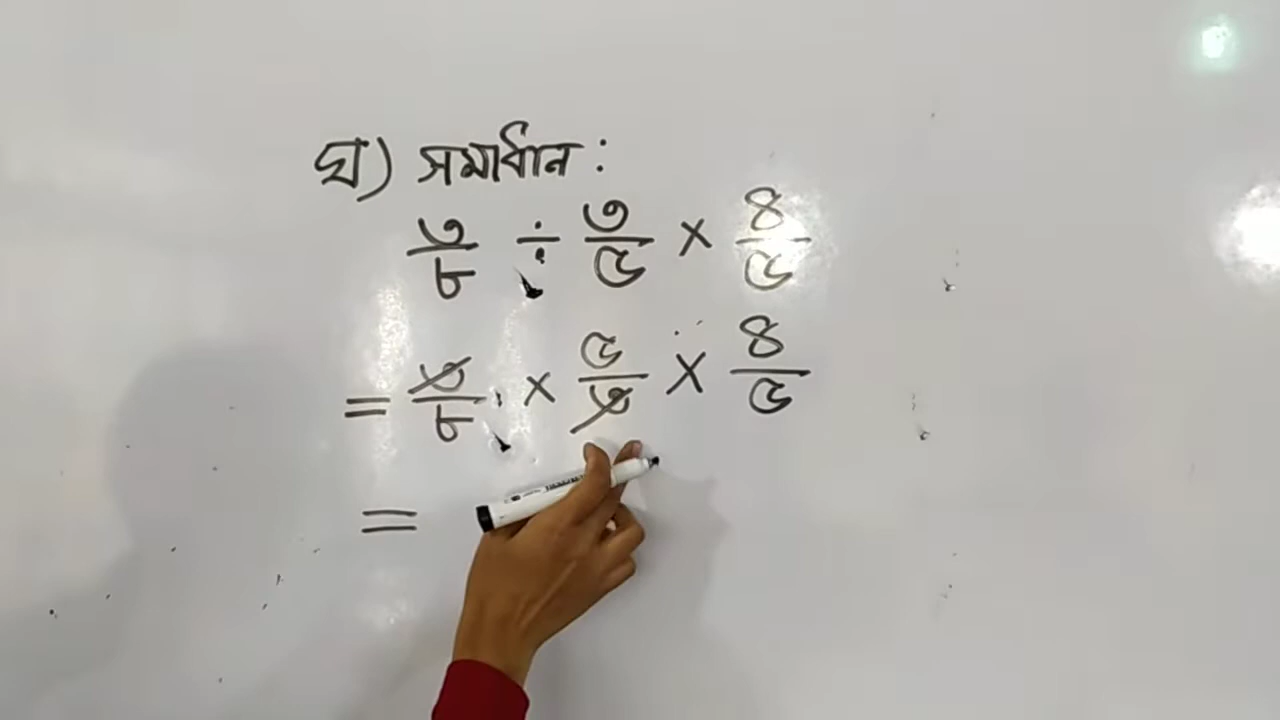 ঘ) সমাধান :
৩/৮ ÷ ৩/৫ × ৪/৫
= ৩/৮ × ৫/৩ × ৪/৫
=